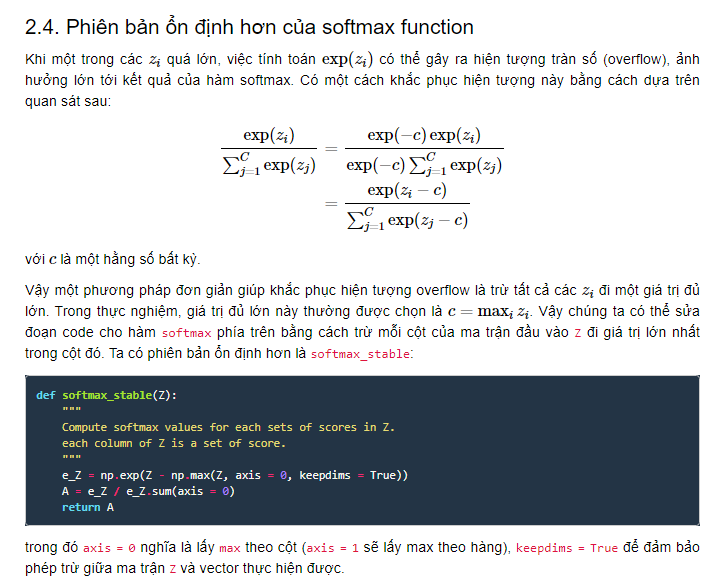 2.4. Phiên bản ổn định hơn của softmax function
Khi một trong các z_i quá lớn, việc tính toán exp(z_i) có thể gây ra hiện tượng tràn số (overflow), ảnh
hưởng lớn tới kết quả của hàm softmax. Có một cách khắc phục hiện tượng này bằng cách dựa trên
quan sát sau:
exp(z_i) / ∑_{j=1}^{C} exp(z_j) = exp(−c) exp(z_i) / exp(−c) ∑_{j=1}^{C} exp(z_j)
= exp(z_i − c) / ∑_{j=1}^{C} exp(z_j − c)
với c là một hằng số bất kỳ.
Vậy một phương pháp đơn giản giúp khắc phục hiện tượng overflow là trừ tất cả các z_i đi một giá trị đủ
lớn. Trong thực nghiệm, giá trị đủ lớn này thường được chọn là c = max_i z_i. Vậy chúng ta có thể sửa
đoạn code cho hàm softmax phía trên bằng cách trừ mỗi cột của ma trận đầu vào Z đi giá trị lớn nhất
trong cột đó. Ta có phiên bản ổn định hơn là softmax_stable:
def softmax_stable(Z):
    """
    Compute softmax values for each sets of scores in Z.
    each column of Z is a set of score.
    """
    e_Z = np.exp(Z - np.max(Z, axis = 0, keepdims = True))
    A = e_Z / e_Z.sum(axis = 0)
    return A
trong đó axis = 0 nghĩa là lấy max theo cột (axis = 1 sẽ lấy max theo hàng), keepdims = True để đảm bảo
phép trừ giữa ma trận Z và vector thực hiện được.